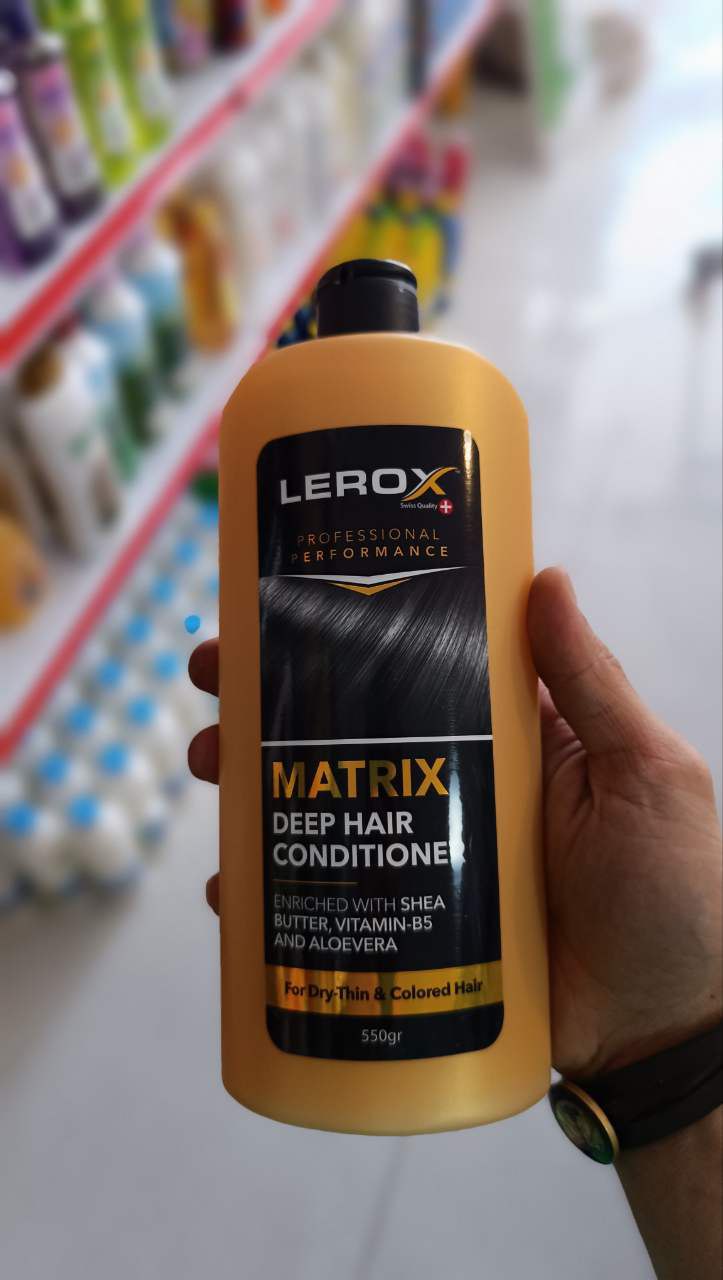 LEROX
Swiss Quality
PROFESSIONAL
PERFORMANCE
MATRIX
DEEP HAIR
CONDITIONER
ENRICHED WITH SHEA
BUTTER, VITAMIN-B5
AND ALOEVERA
For Dry-Thin & Colored Hair
550gr